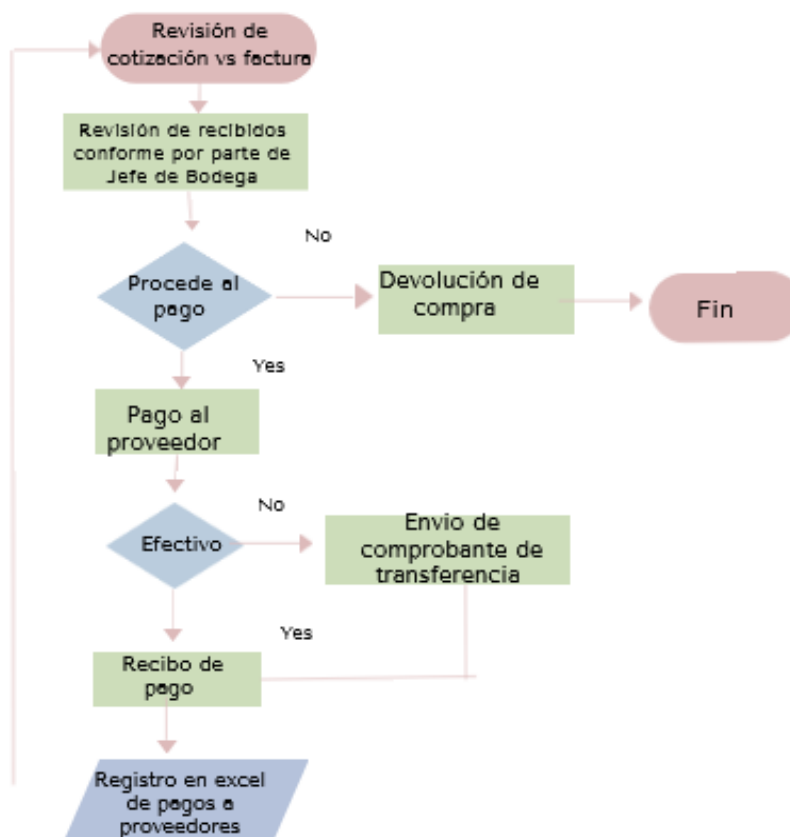 Revisión de
cotización vs factura
Revisión de recibidos
conforme por parte de
Jefe de Bodega
No
Procede al
pago
Devolución de
compra
Fin
Yes
Pago al
proveedor
No
Efectivo
Envio de
comprobante de
transferencia
Yes
Recibo de
pago
Registro en excel
de pagos a
proveedores